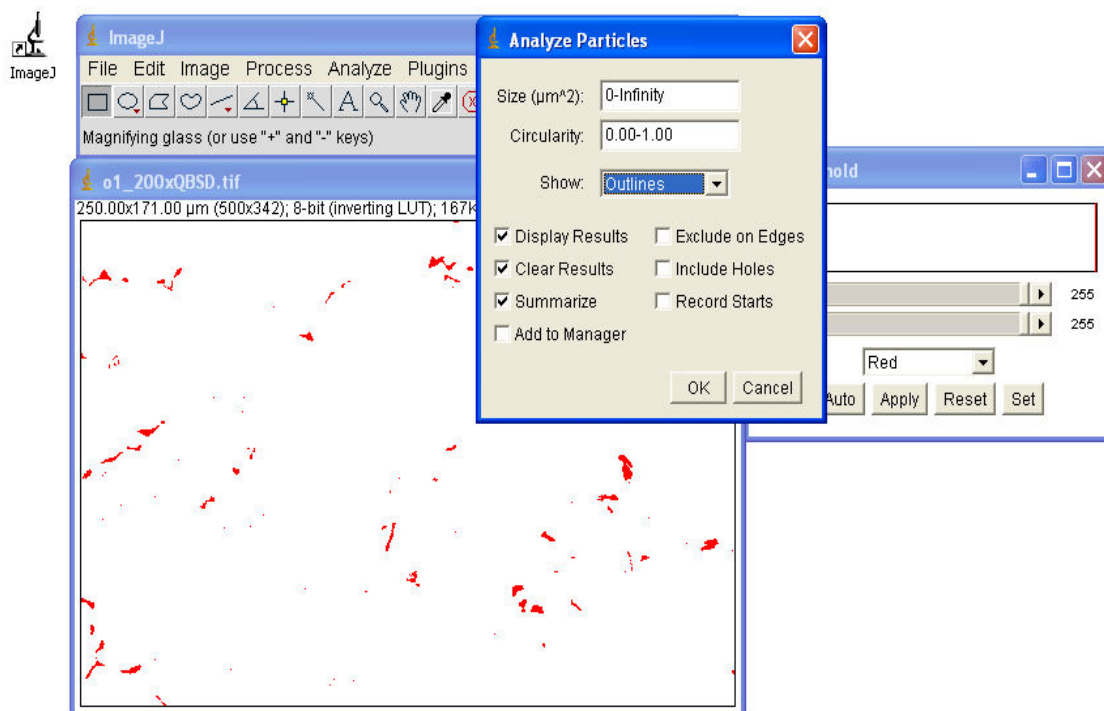 ImageJ
ImageJ
File Edit Image Process Analyze Plugins
Magnifying glass (or use "+" and "-" keys)
o1_200xQBSD.tif
250.00x171.00 µm (500x342); 8-bit (inverting LUT); 167K
Analyze Particles
Size (µm^2): 0-Infinity
Circularity: 0.00-1.00
Show: Outlines
Display Results Exclude on Edges
Clear Results Include Holes
Summarize Record Starts
Add to Manager
OK Cancel
hold
255
255
Red
Auto Apply Reset Set